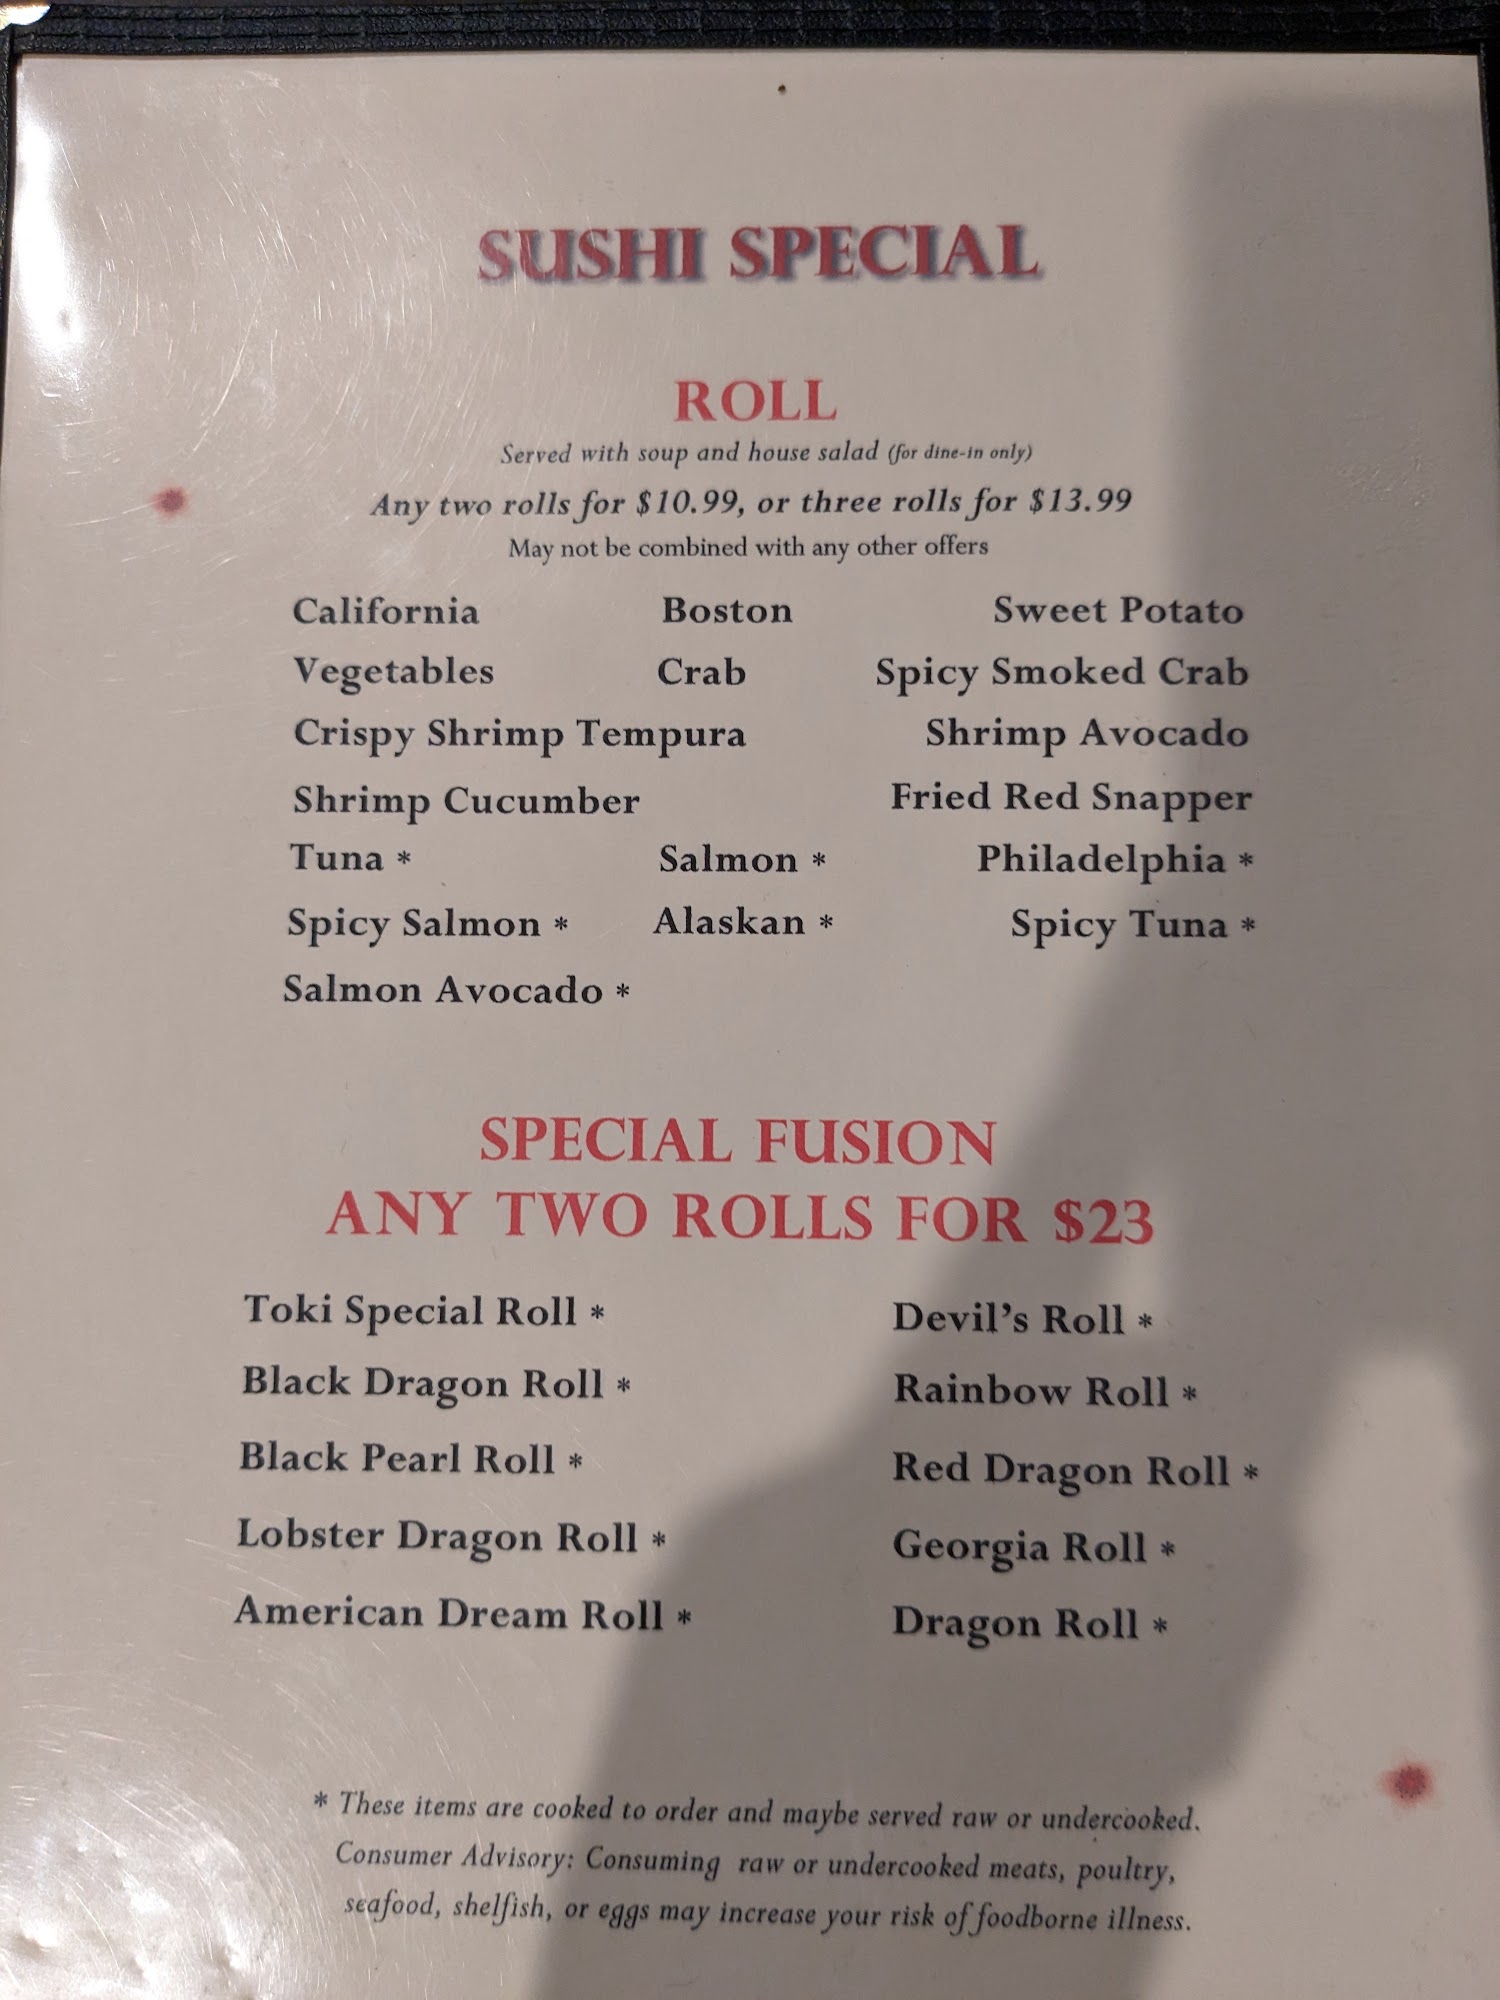 SUSHI SPECIAL
ROLL
Served with soup and house salad (for dine-in only)
Any two rolls for $10.99, or three rolls for $13.99
May not be combined with any other offers
California Boston Sweet Potato
Vegetables Crab Spicy Smoked Crab
Crispy Shrimp Tempura Shrimp Avocado
Shrimp Cucumber Fried Red Snapper
Tuna * Salmon * Philadelphia *
Spicy Salmon * Alaskan * Spicy Tuna *
Salmon Avocado *
SPECIAL FUSION
ANY TWO ROLLS FOR $23
Toki Special Roll * Devil's Roll *
Black Dragon Roll * Rainbow Roll *
Black Pearl Roll * Red Dragon Roll *
Lobster Dragon Roll * Georgia Roll *
American Dream Roll * Dragon Roll *
* These items are cooked to order and maybe served raw or undercooked.
Consumer Advisory: Consuming raw or undercooked meats, poultry,
seafood, shelfish, or eggs may increase your risk of foodborne illness.